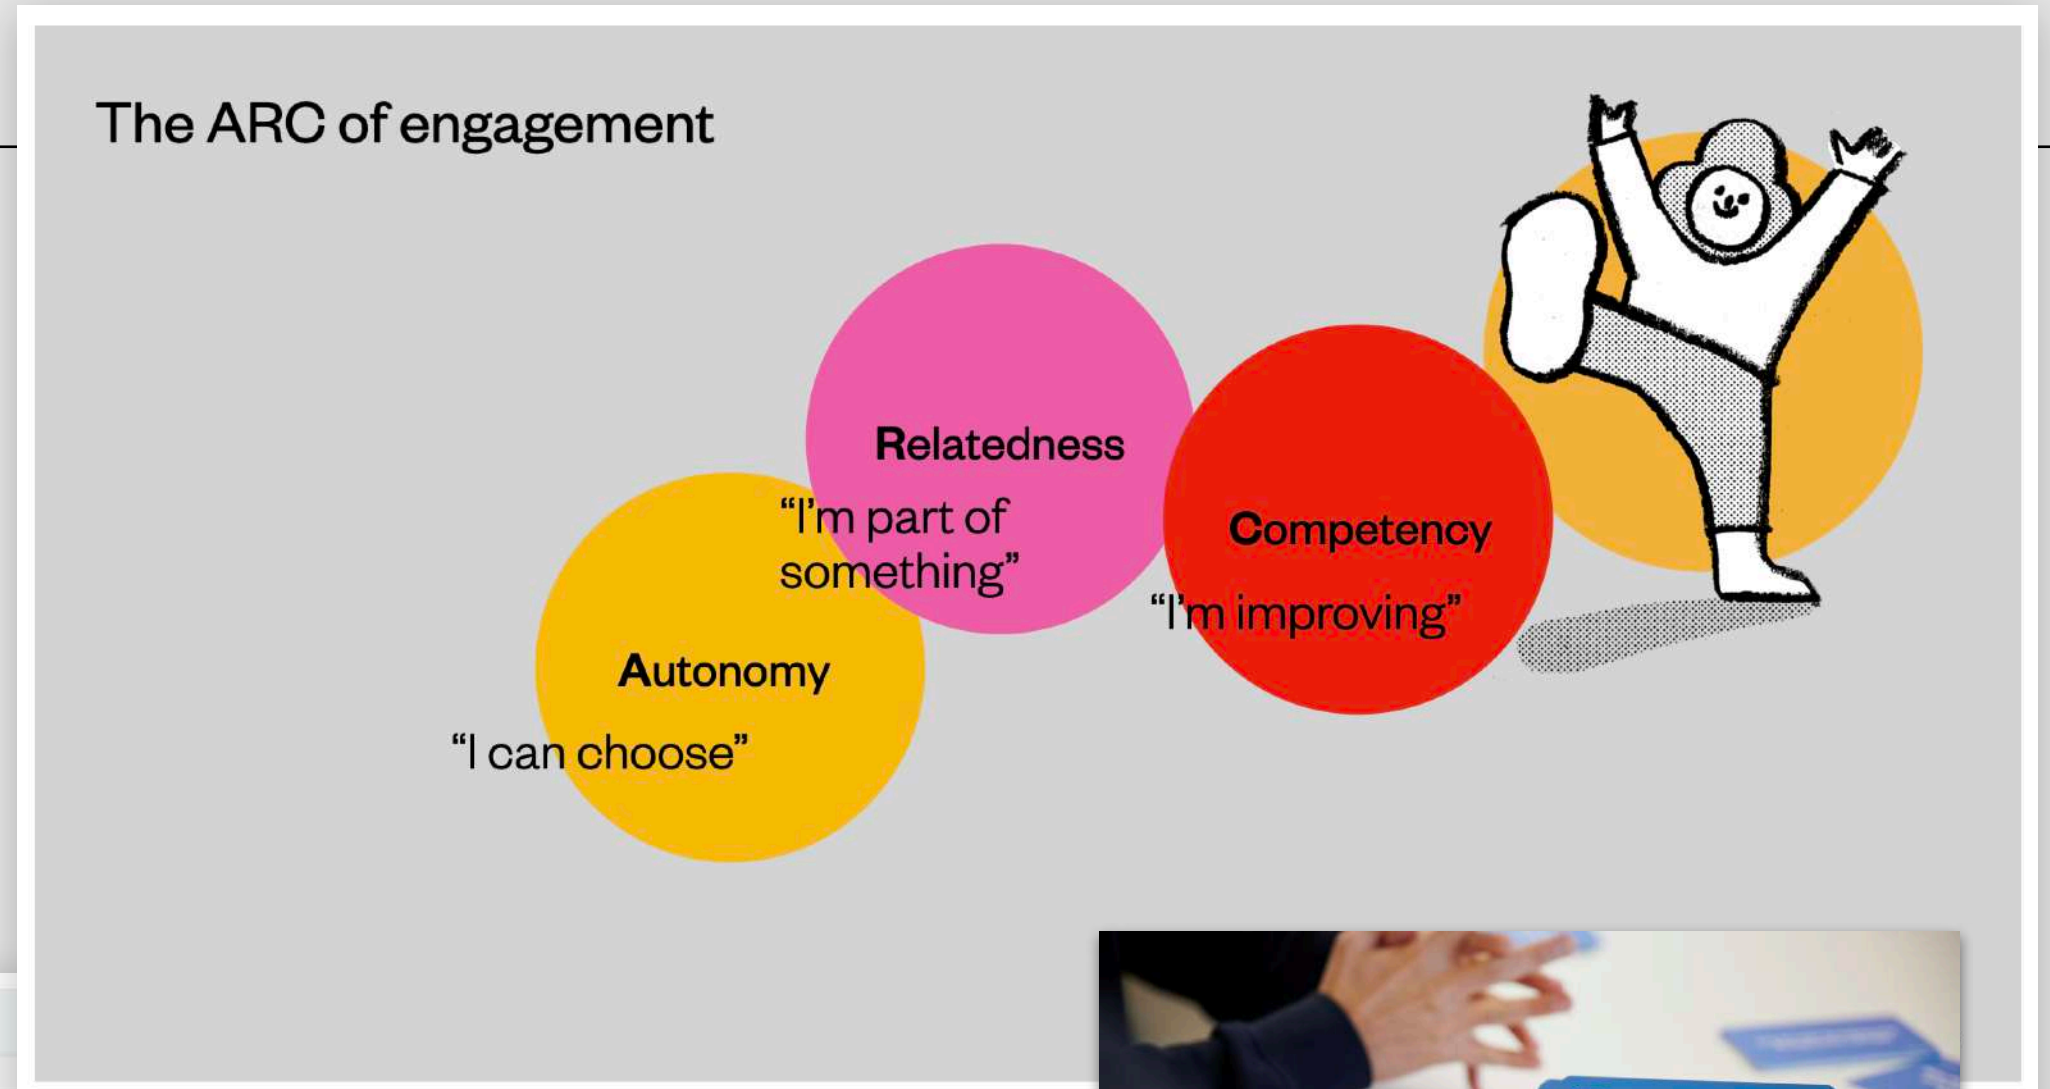 The ARC of engagement
Relatedness
“I’m part of
something”
Competency
“I’m improving”
Autonomy
“I can choose”